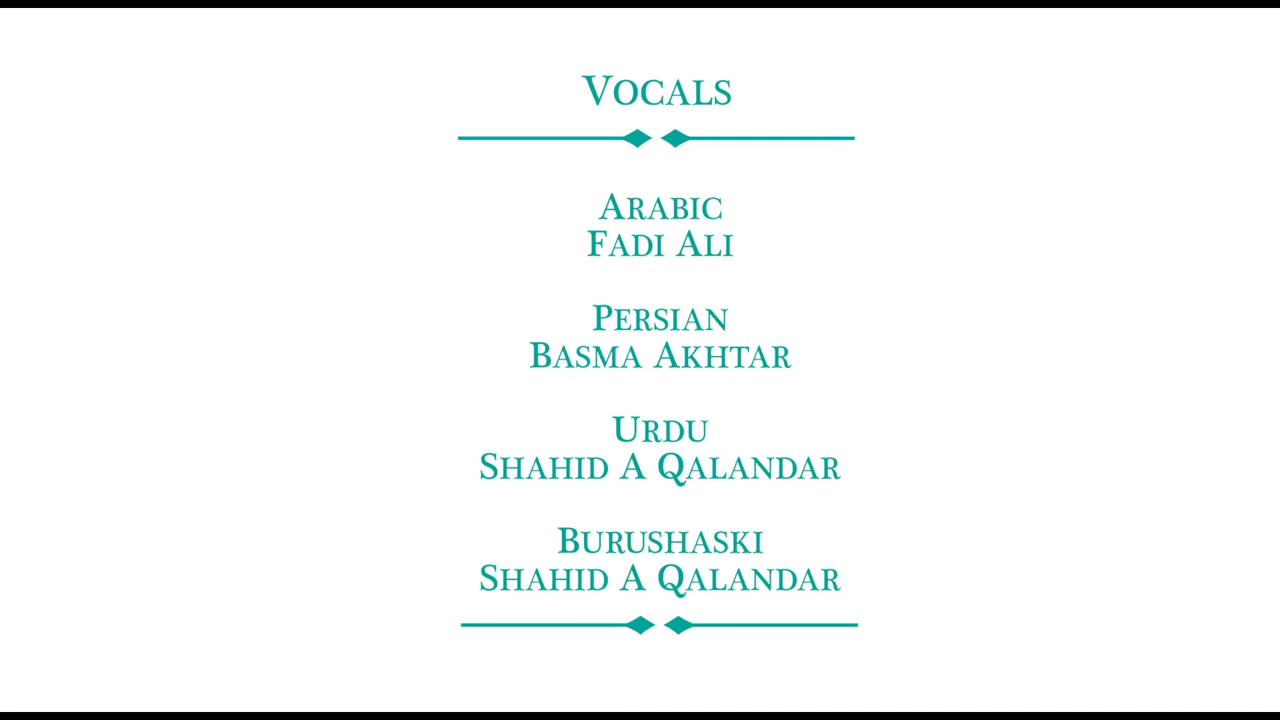 Vocals
Arabic
Fadi Ali
Persian
Basma Akhtar
Urdu
Shahid A Qalandar
Burushaski
Shahid A Qalandar